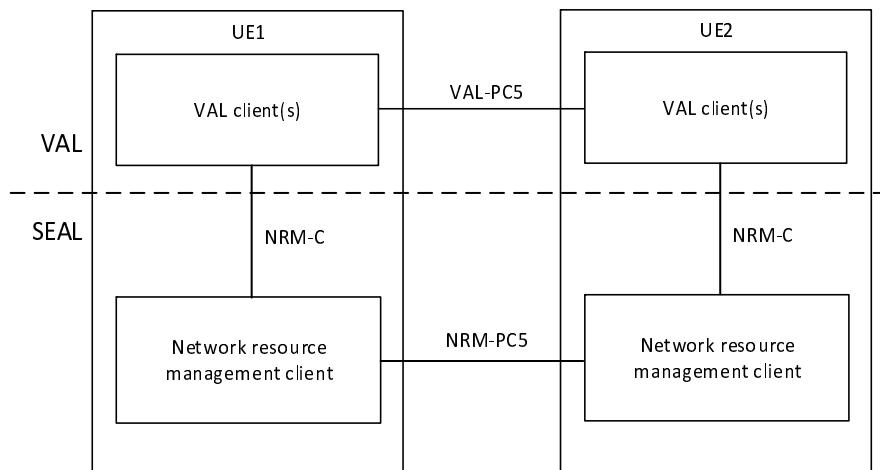 UE1
UE2
VAL client(s)
VAL-PC5
VAL client(s)
VAL
SEAL
NRM-C
NRM-C
Network resource
management client
NRM-PC5
Network resource
management client